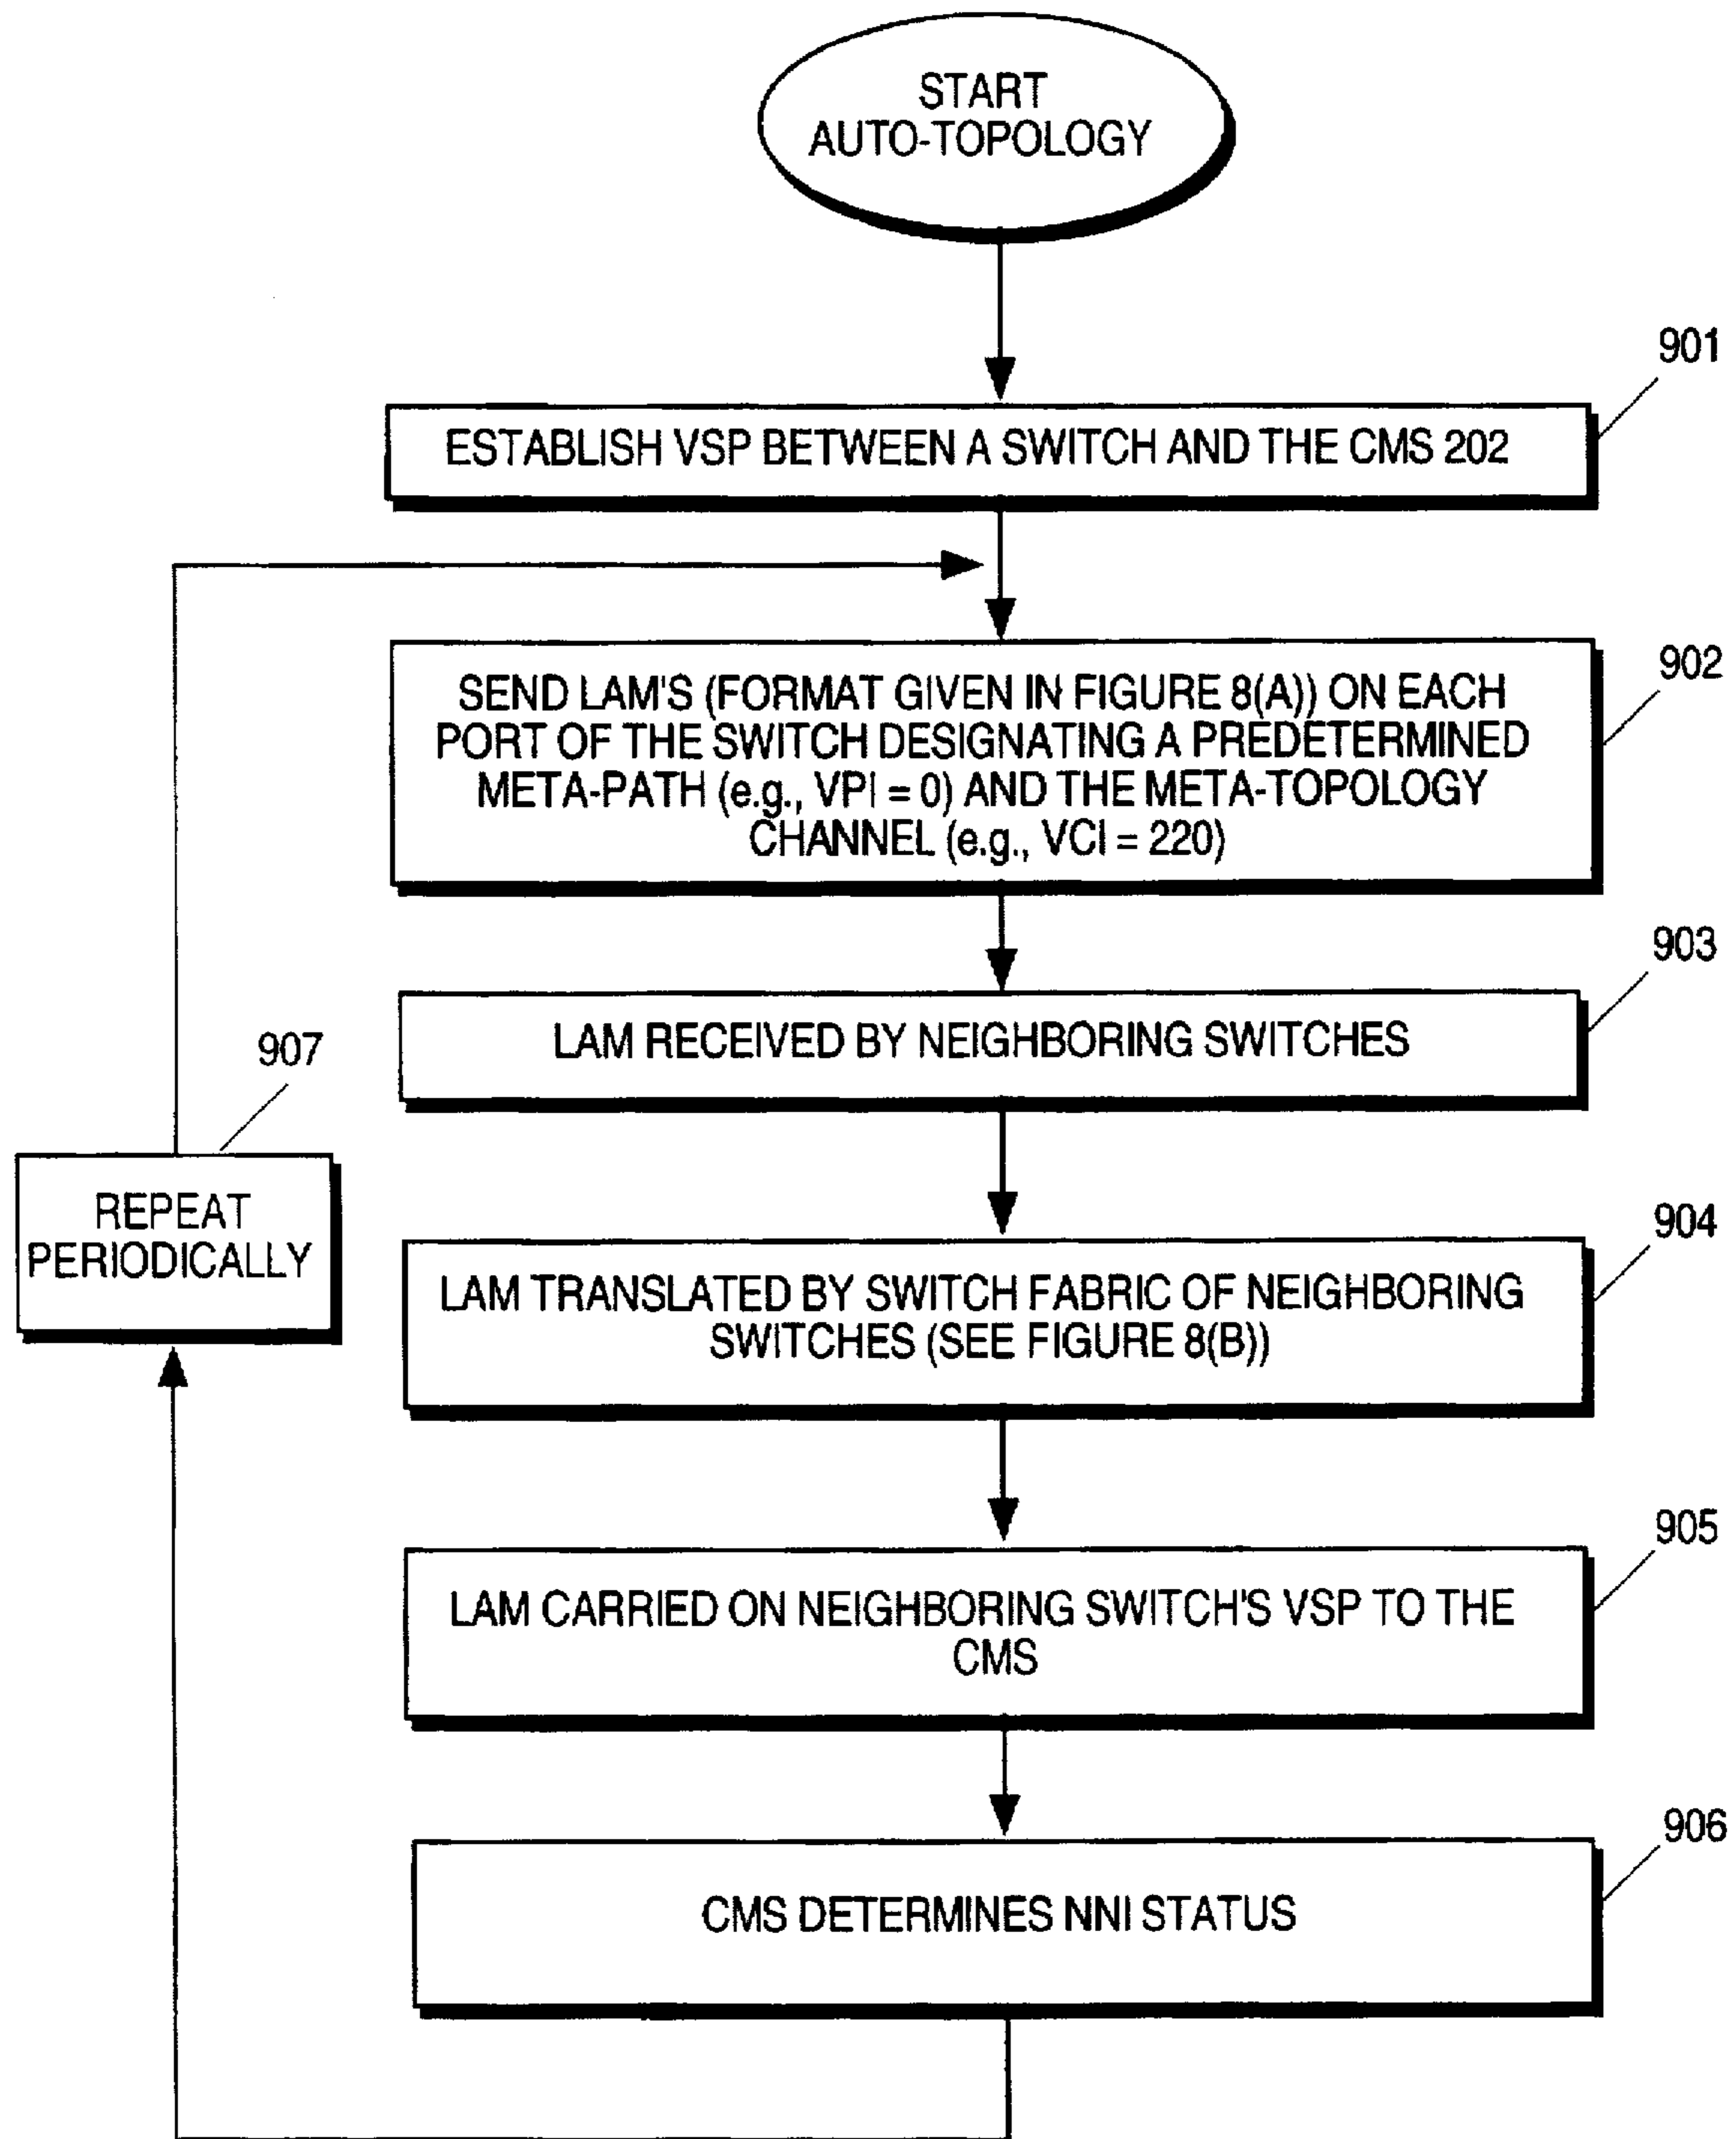 START
AUTO-TOPOLOGY
901
ESTABLISH VSP BETWEEN A SWITCH AND THE CMS 202
902
SEND LAM'S (FORMAT GIVEN IN FIGURE 8(A)) ON EACH
PORT OF THE SWITCH DESIGNATING A PREDETERMINED
META-PATH (e.g., VPI = 0) AND THE META-TOPOLOGY
CHANNEL (e.g., VCI = 220)
903
LAM RECEIVED BY NEIGHBORING SWITCHES
907
REPEAT
PERIODICALLY
904
LAM TRANSLATED BY SWITCH FABRIC OF NEIGHBORING
SWITCHES (SEE FIGURE 8(B))
905
LAM CARRIED ON NEIGHBORING SWITCH'S VSP TO THE
CMS
906
CMS DETERMINES NNI STATUS